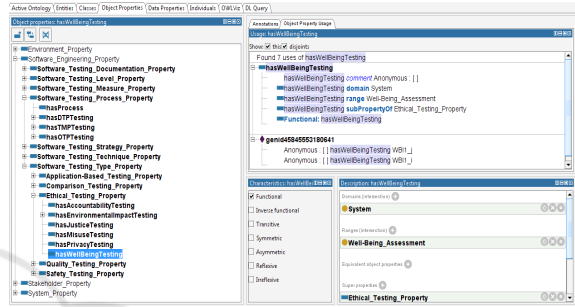 Active Ontology Entities Classes Object Properties Data Properties Individuals OWLViz DL Query
Object properties: hasWellBeingTesting
Environment_Property
Software_Engineering_Property
Software_Testing_Documentation_Property
Software_Testing_Level_Property
Software_Testing_Measure_Property
Software_Testing_Process_Property
hasProcess
hasDTPTesting
hasTMPTesting
hasOTPTesting
Software_Testing_Strategy_Property
Software_Testing_Technique_Property
Software_Testing_Type_Property
Application-Based_Testing_Property
Comparison_Testing_Property
Ethical_Testing_Property
hasAccountabilityTesting
hasEnvironmentalImpactTesting
hasJusticeTesting
hasMisuseTesting
hasPrivacyTesting
hasWellBeingTesting
Quality_Testing_Property
Safety_Testing_Property
Stakeholder_Property
System_Property
Annotations Object Property Usage
Usage: hasWellBeingTesting
Show: this disjoints
Found 7 uses of hasWellBeingTesting
hasWellBeingTesting
hasWellBeingTesting comment Anonymous : [ ]
hasWellBeingTesting domain System
hasWellBeingTesting range Well-Being_Assessment
hasWellBeingTesting subPropertyOf Ethical_Testing_Property
Functional: hasWellBeingTesting
genid45845553180641
Anonymous : [ ] hasWellBeingTesting WBI1_j
Anonymous : [ ] hasWellBeingTesting WBI1_i
Characteristics: hasWellBei
Functional
Inverse functional
Transitive
Symmetric
Asymmetric
Reflexive
Irreflexive
Description: hasWellBeingTesting
Domains (intersection)
System
Ranges (intersection)
Well-Being_Assessment
Equivalent object properties
Super properties
Ethical_Testing_Property